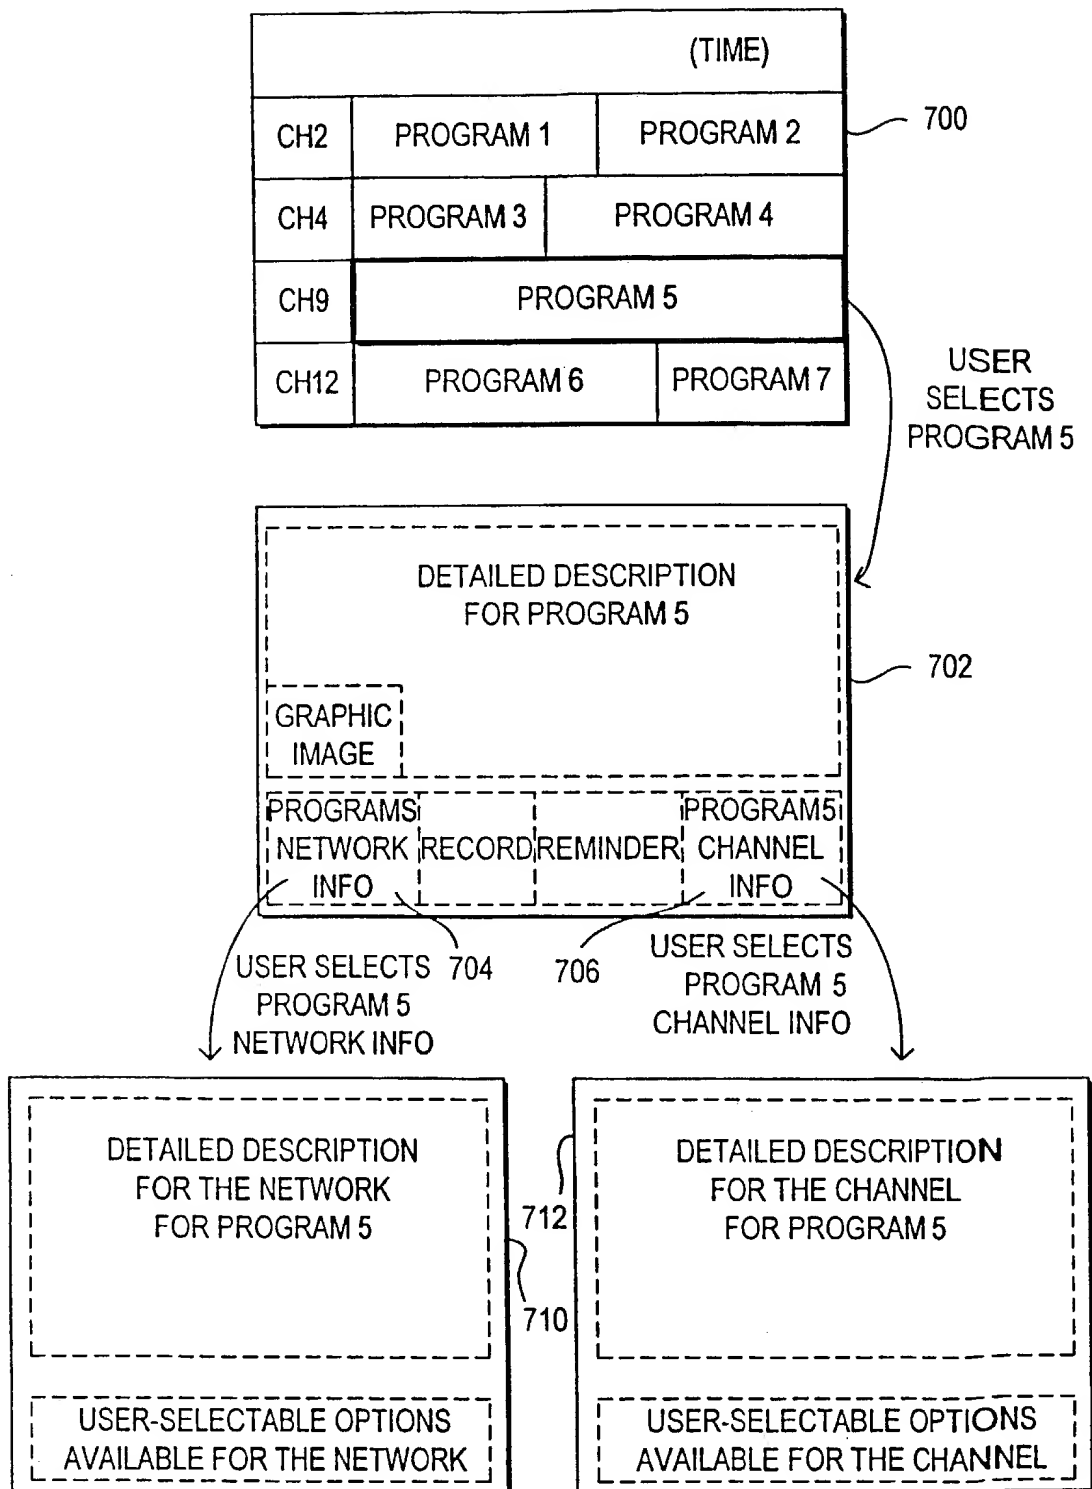 (TIME)
CH2 PROGRAM 1 PROGRAM 2
700
CH4 PROGRAM 3 PROGRAM 4
CH9 PROGRAM 5
CH12 PROGRAM 6 PROGRAM 7
USER
SELECTS
PROGRAM 5
DETAILED DESCRIPTION
FOR PROGRAM 5
702
GRAPHIC
IMAGE
PROGRAMS
NETWORK
INFO
RECORD
REMINDER
PROGRAM5
CHANNEL
INFO
704
706
USER SELECTS
PROGRAM 5
NETWORK INFO
USER SELECTS
PROGRAM 5
CHANNEL INFO
DETAILED DESCRIPTION
FOR THE NETWORK
FOR PROGRAM 5
710
USER-SELECTABLE OPTIONS
AVAILABLE FOR THE NETWORK
712
DETAILED DESCRIPTION
FOR THE CHANNEL
FOR PROGRAM 5
USER-SELECTABLE OPTIONS
AVAILABLE FOR THE CHANNEL